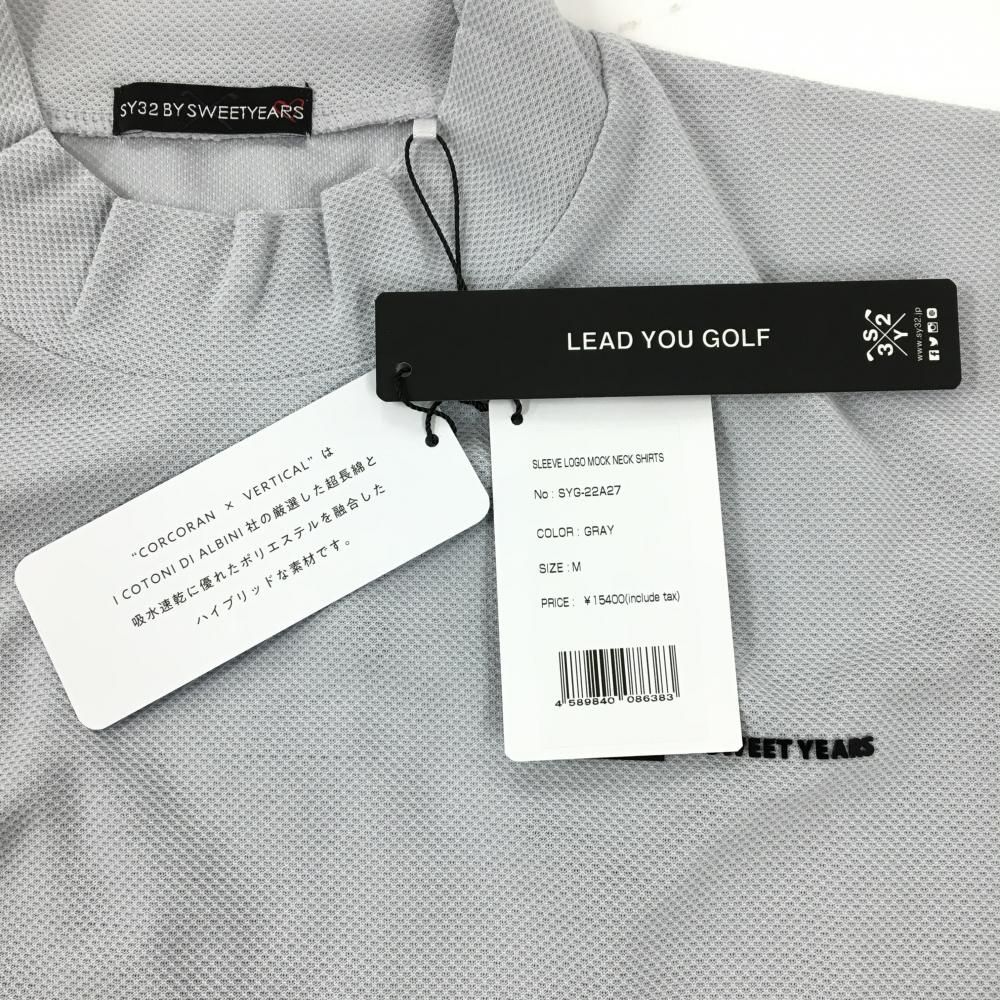 SY32 BY SWEETYEARS
LEAD YOU GOLF
3 S Y 2
www.sy32.jp
"CORCORAN × VERTICAL" は
I COTONI DI ALBINI 社の厳選した超長綿と
吸水速乾に優れたポリエステルを融合した
ハイブリッドな素材です。
SLEEVE LOGO MOCK NECK SHIRTS
No : SYG-22A27
COLOR : GRAY
SIZE : M
PRICE : ¥15400(include tax)
4 589840 086383
SWEET YEARS